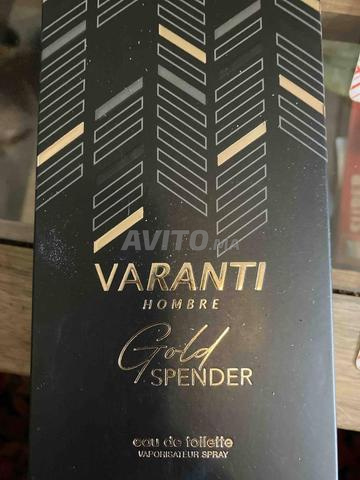 AVITO.MA
VARANTI
HOMBRE
Gold
SPENDER
eau de toilette
VAPORISATEUR SPRAY